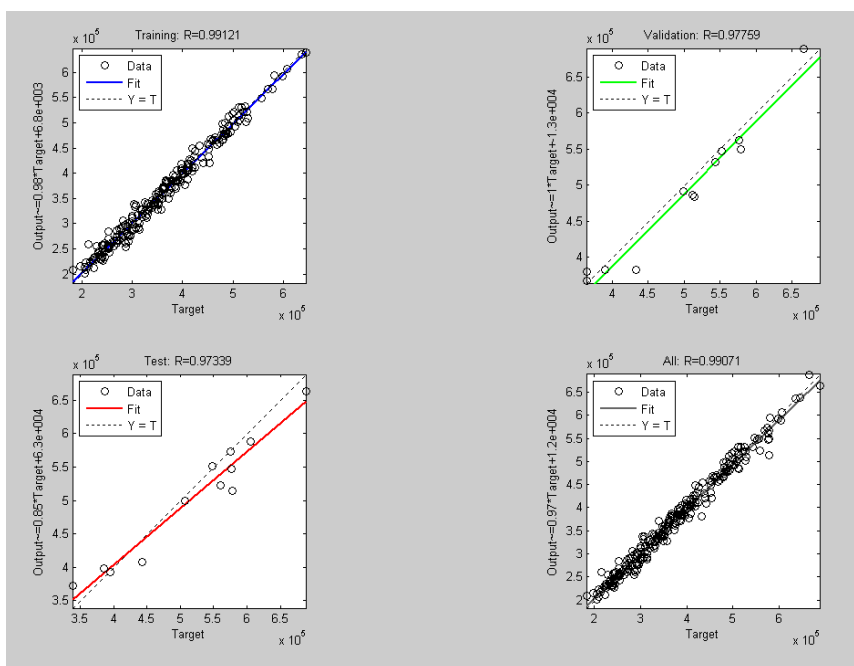 x 10^5
Training: R=0.99121
Data
Fit
Y = T
Output~=0.98*Target+6.8e+003
6
5.5
5
4.5
4
3.5
3
2.5
2
2 3 4 5 6
Target
x 10^5
x 10^5
Validation: R=0.97759
Data
Fit
Y = T
Output~=1*Target+-1.3e+004
6.5
6
5.5
5
4.5
4
4 4.5 5 5.5 6 6.5
Target
x 10^5
x 10^5
Test: R=0.97339
Data
Fit
Y = T
Output~=0.85*Target+6.3e+004
6.5
6
5.5
5
4.5
4
3.5
3.5 4 4.5 5 5.5 6 6.5
Target
x 10^5
x 10^5
All: R=0.99071
Data
Fit
Y = T
Output~=0.97*Target+1.2e+004
6.5
6
5.5
5
4.5
4
3.5
3
2.5
2
2 3 4 5 6
Target
x 10^5